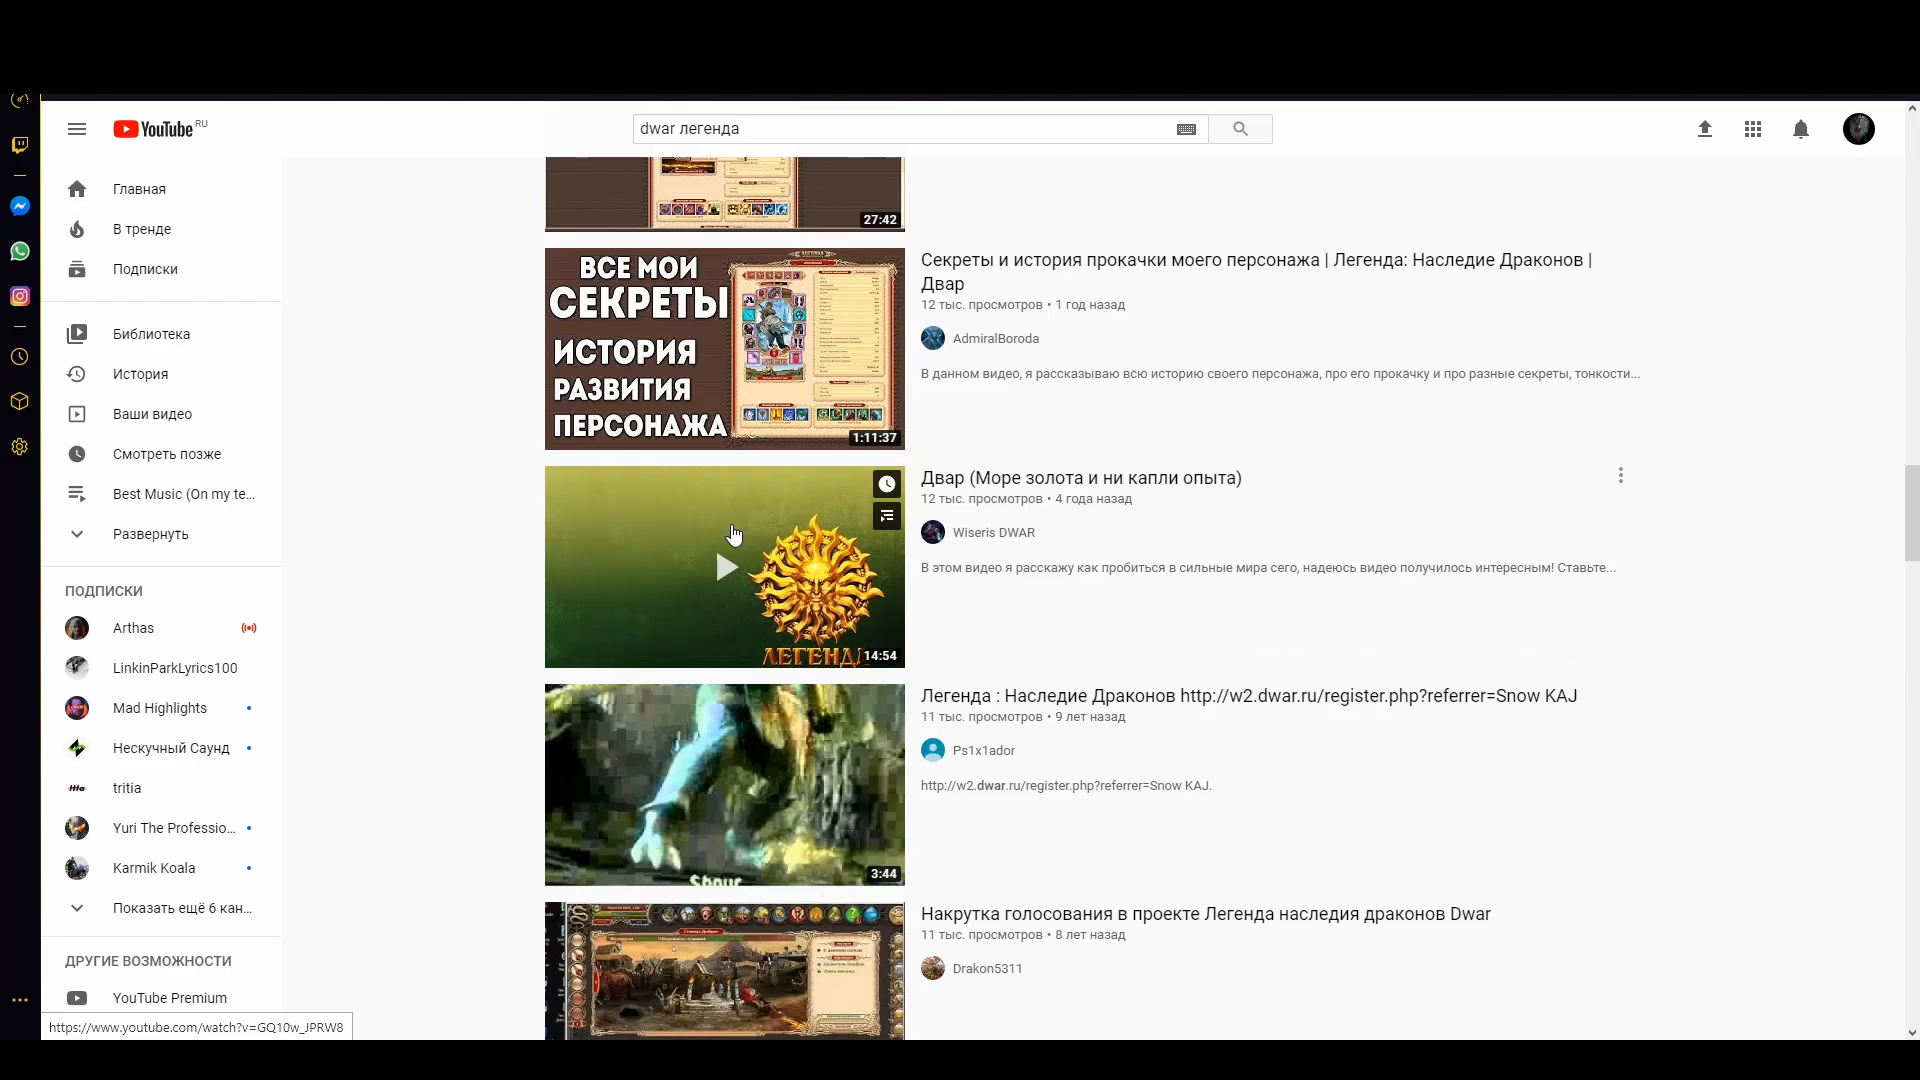 YouTube RU
dwar легенда
Главная
В тренде
Подписки
Библиотека
История
Ваши видео
Смотреть позже
Best Music (On my te...
Развернуть
ПОДПИСКИ
Arthas
LinkinParkLyrics100
Mad Highlights
Нескучный Саунд
tritia
Yuri The Professio...
Karmik Koala
Показать ещё 6 кан...
ДРУГИЕ ВОЗМОЖНОСТИ
YouTube Premium
https://www.youtube.com/watch?v=GQ10w_JPRW8
27:42
ВСЕ МОИ
СЕКРЕТЫ
ИСТОРИЯ
РАЗВИТИЯ
ПЕРСОНАЖА
1:11:37
Секреты и история прокачки моего персонажа | Легенда: Наследие Драконов |
Двар
12 тыс. просмотров • 1 год назад
AdmiralBoroda
В данном видео, я рассказываю всю историю своего персонажа, про его прокачку и про разные секреты, тонкости...
ЛЕГЕНДА
14:54
Двар (Море золота и ни капли опыта)
12 тыс. просмотров • 4 года назад
Wiseris DWAR
В этом видео я расскажу как пробиться в сильные мира сего, надеюсь видео получилось интересным! Ставьте...
3:44
Легенда : Наследие Драконов http://w2.dwar.ru/register.php?referrer=Snow KAJ
11 тыс. просмотров • 9 лет назад
Ps1x1ador
http://w2.dwar.ru/register.php?referrer=Snow KAJ.
Накрутка голосования в проекте Легенда наследия драконов Dwar
11 тыс. просмотров • 8 лет назад
Drakon5311